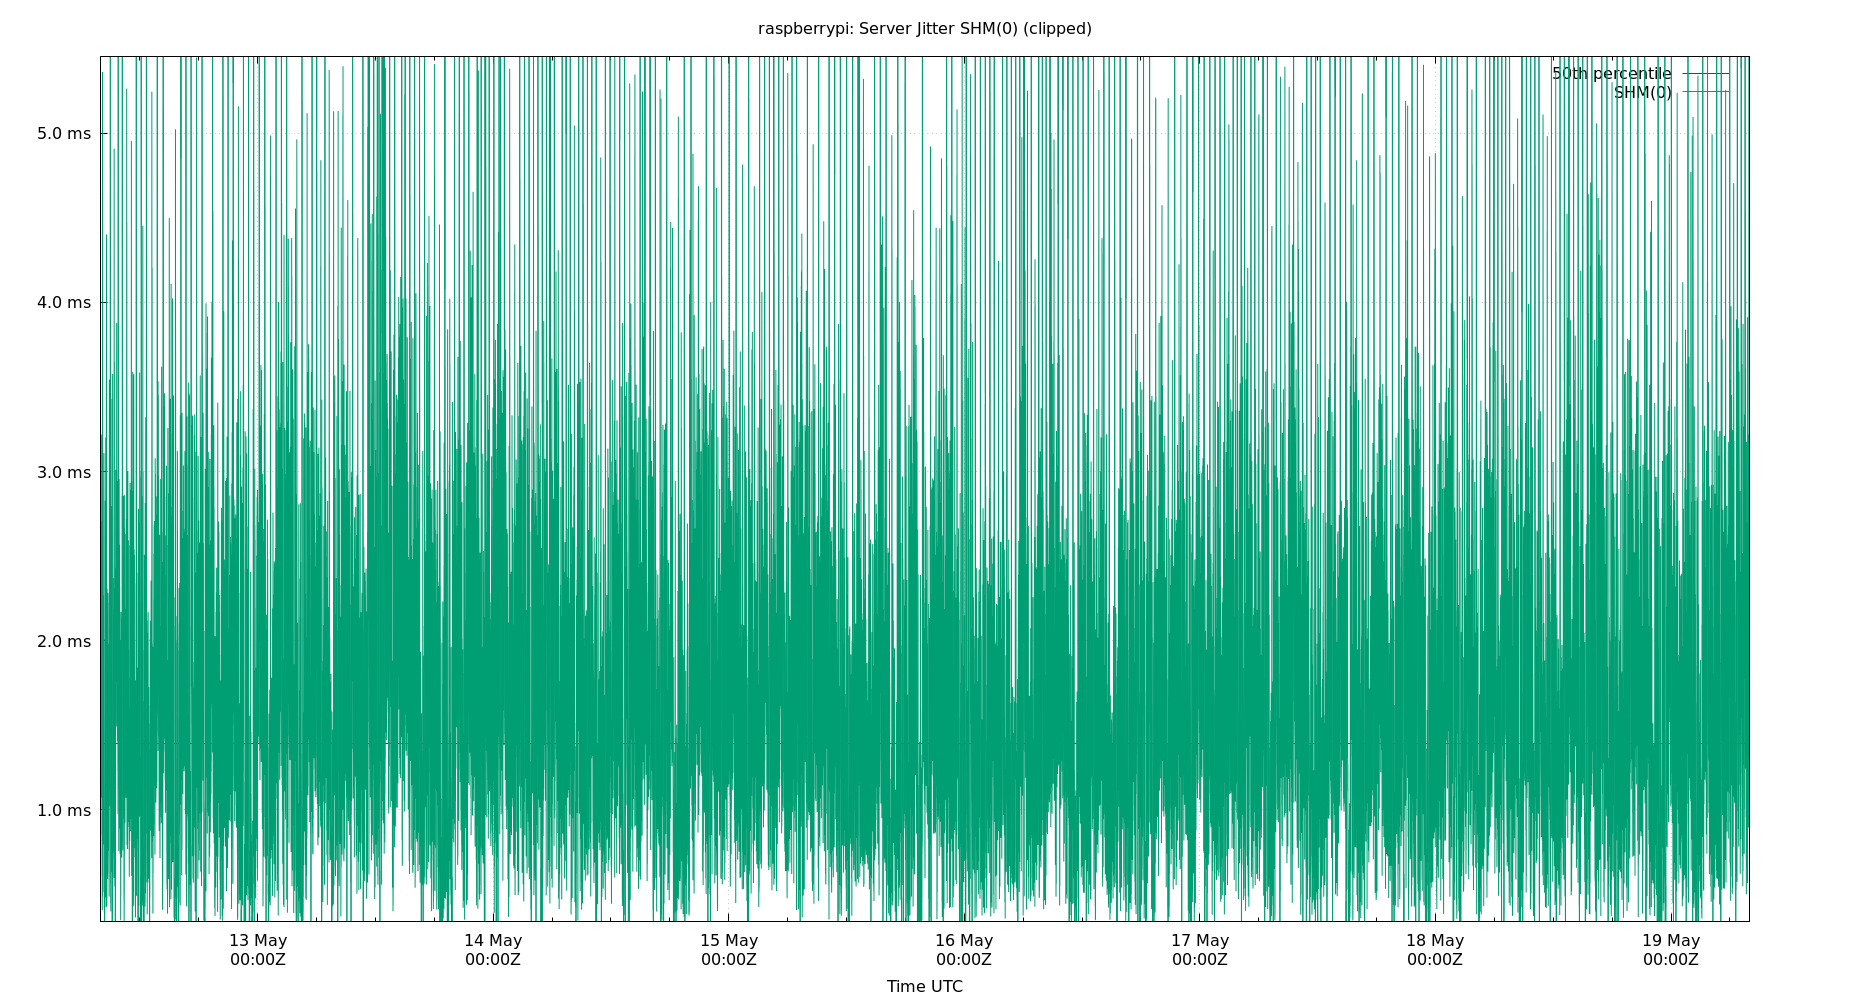 raspberrypi: Server Jitter SHM(0) (clipped)
50th percentile
SHM(0)
5.0 ms
4.0 ms
3.0 ms
2.0 ms
1.0 ms
13 May 14 May 15 May 16 May 17 May 18 May 19 May
00:00Z 00:00Z 00:00Z 00:00Z 00:00Z 00:00Z 00:00Z
Time UTC